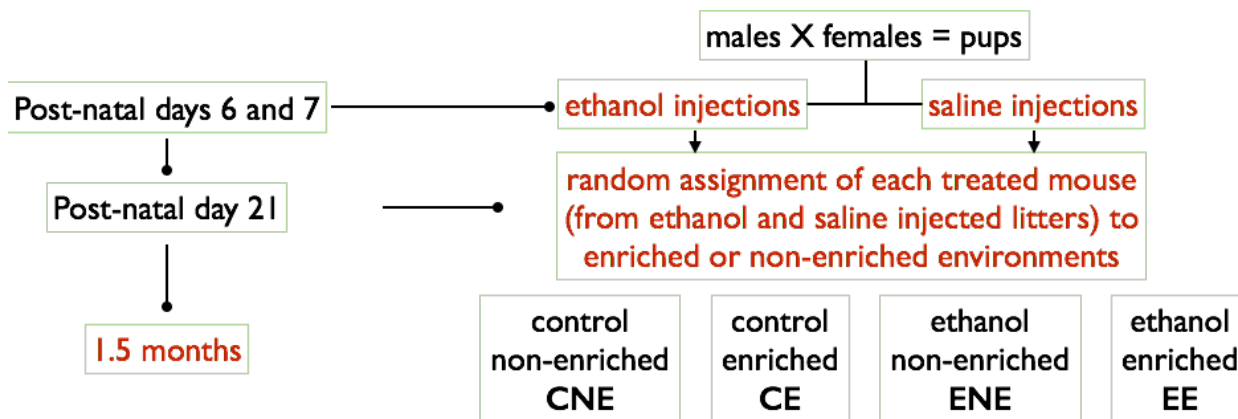 males X females = pups
Post-natal days 6 and 7
ethanol injections
saline injections
Post-natal day 21
random assignment of each treated mouse
(from ethanol and saline injected litters) to
enriched or non-enriched environments
1.5 months
control
non-enriched
CNE
control
enriched
CE
ethanol
non-enriched
ENE
ethanol
enriched
EE